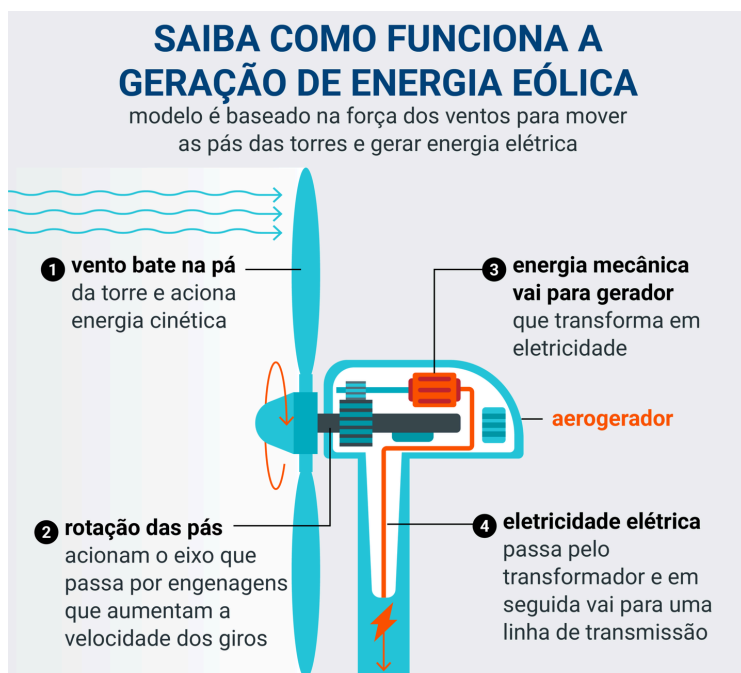 SAIBA COMO FUNCIONA A
GERAÇÃO DE ENERGIA EÓLICA
modelo é baseado na força dos ventos para mover
as pás das torres e gerar energia elétrica
1 vento bate na pá
da torre e aciona
energia cinética
3 energia mecânica
vai para gerador
que transforma em
eletricidade
aerogerador
2 rotação das pás
acionam o eixo que
passa por engenagens
que aumentam a
velocidade dos giros
4 eletricidade elétrica
passa pelo
transformador e em
seguida vai para uma
linha de transmissão